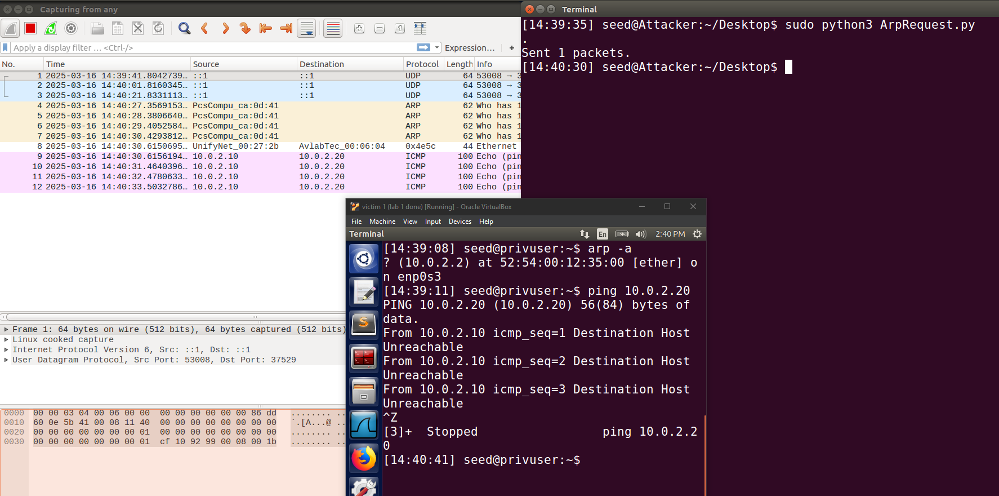 Capturing from any
Apply a display filter … <Ctrl-/>
Expression…
+
No. Time Source Destination Protocol Length Info
1 2025-03-16 14:39:41.8042739… ::1 ::1 UDP 64 53008 → 3
2 2025-03-16 14:40:01.8160345… ::1 ::1 UDP 64 53008 → 3
3 2025-03-16 14:40:21.8331113… ::1 ::1 UDP 64 53008 → 3
4 2025-03-16 14:40:27.3569153… PcsCompu_ca:0d:41 ARP 62 Who has 1
5 2025-03-16 14:40:28.3806640… PcsCompu_ca:0d:41 ARP 62 Who has 1
6 2025-03-16 14:40:29.4052584… PcsCompu_ca:0d:41 ARP 62 Who has 1
7 2025-03-16 14:40:30.4293812… PcsCompu_ca:0d:41 ARP 62 Who has 1
8 2025-03-16 14:40:30.6150695… UnifyNet_00:27:2b AvlabTec_00:06:04 0x4e5c 44 Ethernet
9 2025-03-16 14:40:30.6156194… 10.0.2.10 10.0.2.20 ICMP 100 Echo (pin
10 2025-03-16 14:40:31.4640396… 10.0.2.10 10.0.2.20 ICMP 100 Echo (pin
11 2025-03-16 14:40:32.4780633… 10.0.2.10 10.0.2.20 ICMP 100 Echo (pin
12 2025-03-16 14:40:33.5032786… 10.0.2.10 10.0.2.20 ICMP 100 Echo (pin
Frame 1: 64 bytes on wire (512 bits), 64 bytes captured (512 bits)
Linux cooked capture
Internet Protocol Version 6, Src: ::1, Dst: ::1
User Datagram Protocol, Src Port: 53008, Dst Port: 37529
0000 00 00 03 04 00 06 00 00 00 00 00 00 00 00 86 dd ........ ..
0010 60 0e 5b 41 00 08 11 40 00 00 00 00 00 00 00 00 `.[A...@ ..
0020 00 00 00 00 00 00 00 01 00 00 00 00 00 00 00 00 ........ ..
0030 00 00 00 00 00 00 00 01 cf 10 92 99 00 08 00 1b ........ ..
Terminal
[14:39:35] seed@Attacker:~/Desktop$ sudo python3 ArpRequest.py
.
Sent 1 packets.
[14:40:30] seed@Attacker:~/Desktop$
victim 1 (lab 1 done) [Running] - Oracle VirtualBox
File Machine View Input Devices Help
Terminal En 2:40 PM
[14:39:08] seed@privuser:~$ arp -a
? (10.0.2.2) at 52:54:00:12:35:00 [ether] o
n enp0s3
[14:39:11] seed@privuser:~$ ping 10.0.2.20
PING 10.0.2.20 (10.0.2.20) 56(84) bytes of
data.
From 10.0.2.10 icmp_seq=1 Destination Host
Unreachable
From 10.0.2.10 icmp_seq=2 Destination Host
Unreachable
From 10.0.2.10 icmp_seq=3 Destination Host
Unreachable
^Z
[3]+ Stopped ping 10.0.2.2
0
[14:40:41] seed@privuser:~$